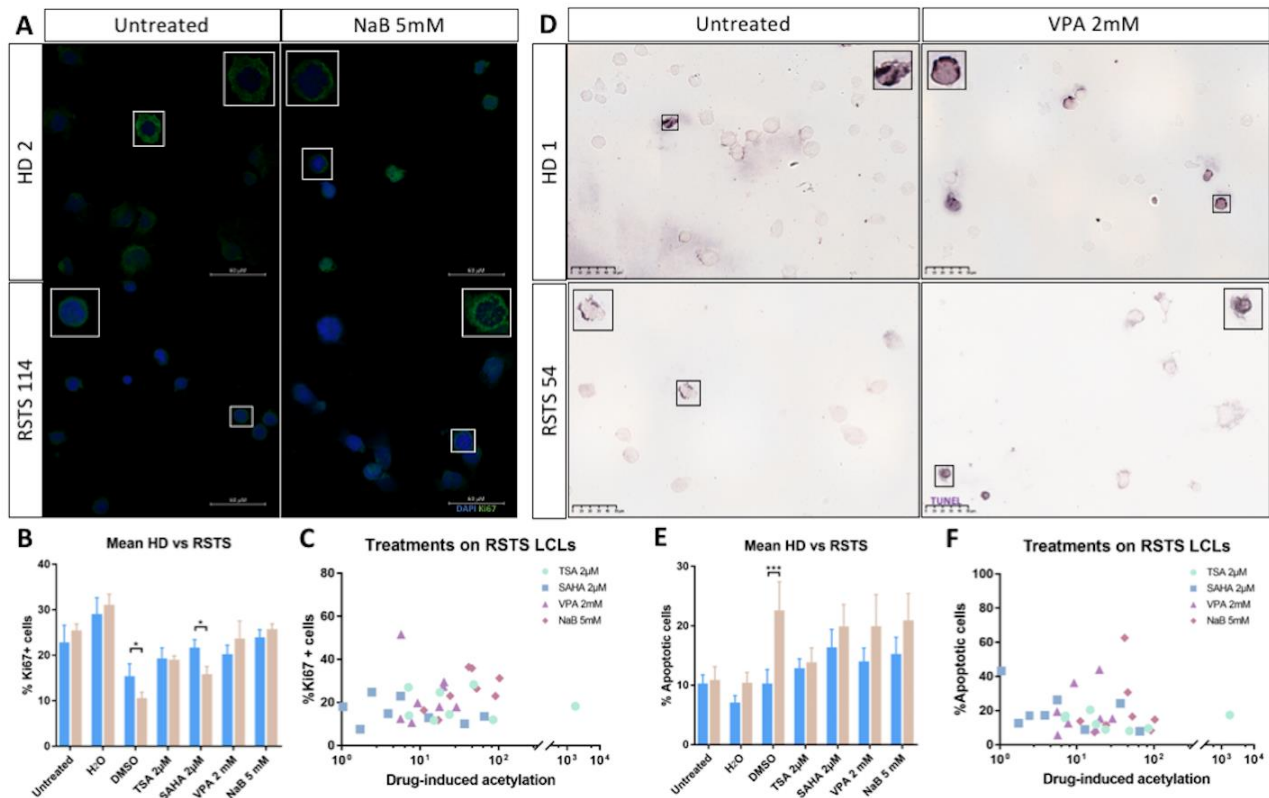 A
Untreated
NaB 5mM
HD 2
60 µM
RSTS 114
60 µM
60 µM
DAPI Ki67
D
Untreated
VPA 2mM
HD 1
RSTS 54
TUNEL
B
Mean HD vs RSTS
% Ki67+ cells
40
30
20
10
0
*
*
Untreated
H2O
DMSO
TSA 2µM
SAHA 2µM
VPA 2 mM
NaB 5 mM
C
Treatments on RSTS LCLs
TSA 2µM
SAHA 2µM
VPA 2mM
NaB 5mM
%Ki67 + cells
80
60
40
20
0
10⁰
10¹
10²
10³
Drug-induced acetylation
E
Mean HD vs RSTS
% Apoptotic cells
30
20
10
0
***
Untreated
H2O
DMSO
TSA 2µM
SAHA 2µM
VPA 2 mM
NaB 5 mM
F
Treatments on RSTS LCLs
TSA 2µM
SAHA 2µM
VPA 2mM
NaB 5mM
%Apoptotic cells
100
80
60
40
20
0
10⁰
10¹
10²
10³
Drug-induced acetylation